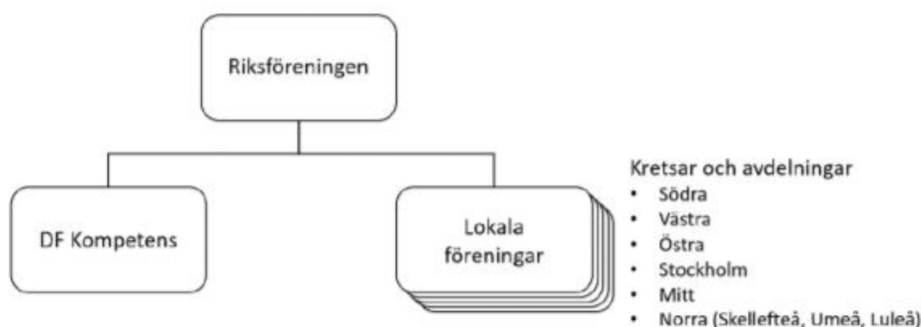 Riksföreningen
DF Kompetens
Lokala
föreningar
Kretsar och avdelningar
• Södra
• Västra
• Östra
• Stockholm
• Mitt
• Norra (Skellefteå, Umeå, Luleå)